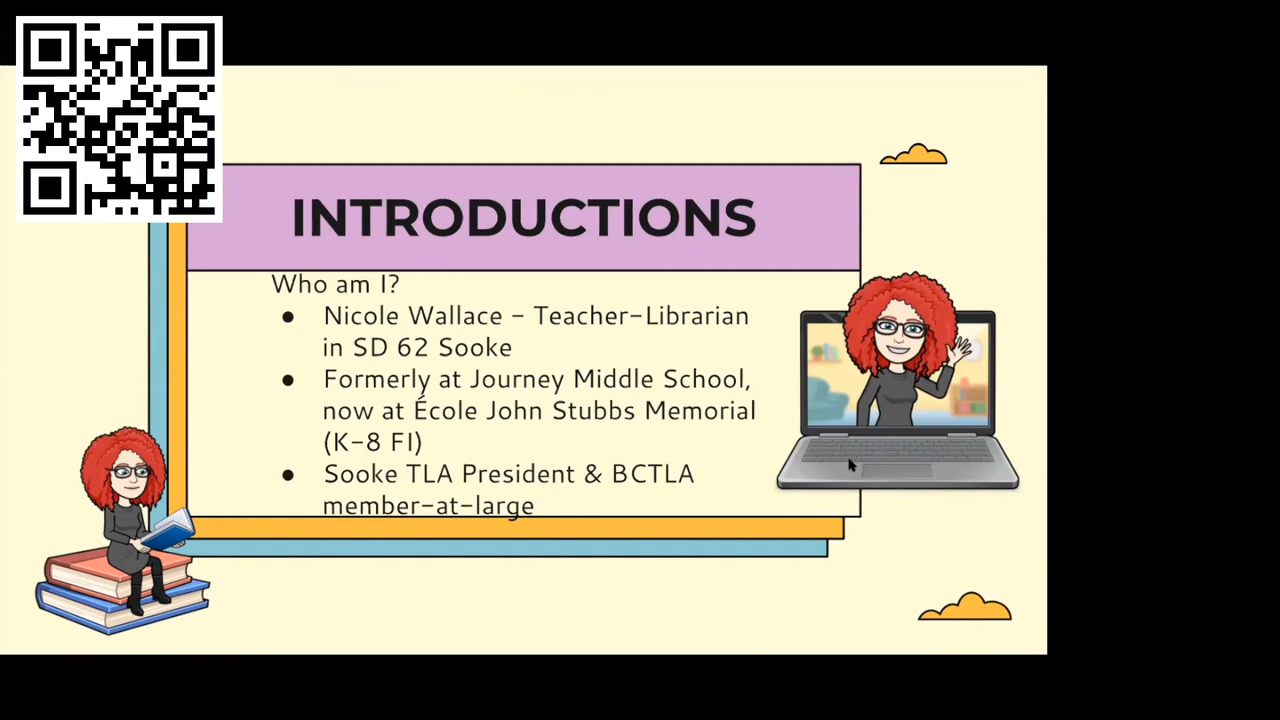 INTRODUCTIONS
Who am I?
● Nicole Wallace - Teacher-Librarian
in SD 62 Sooke
● Formerly at Journey Middle School,
now at École John Stubbs Memorial
(K-8 FI)
● Sooke TLA President & BCTLA
member-at-large